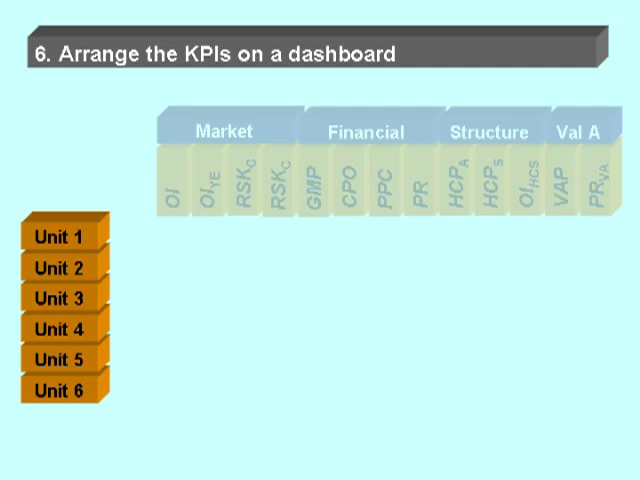 6. Arrange the KPIs on a dashboard
Market Financial Structure Val A
OI OI_YE RSK_C RSK_C GMP CPO PPC PR HCP_A HCP_S OI_HCS VAP PR_VA
Unit 1
Unit 2
Unit 3
Unit 4
Unit 5
Unit 6